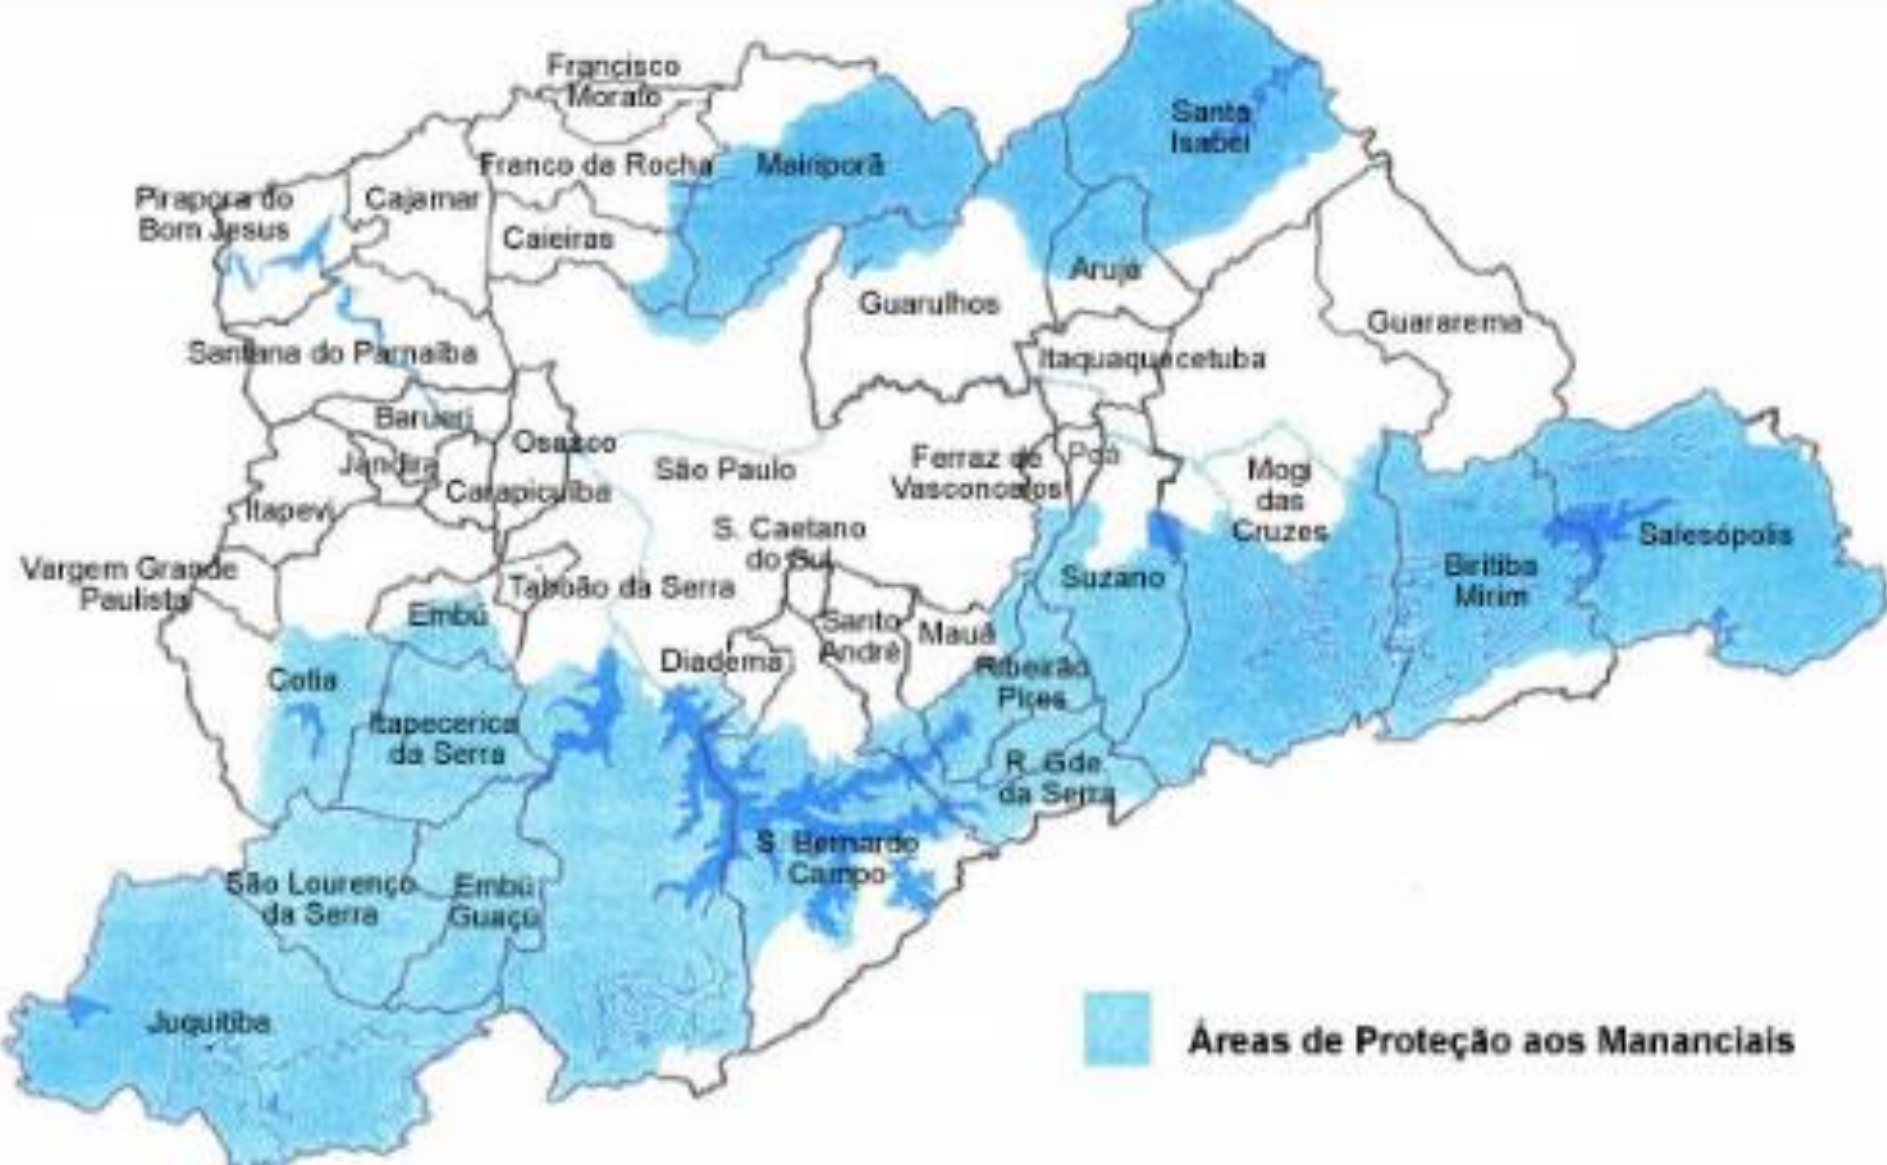 Francisco
Morato
Santa
Isabel
Franco da Rocha
Mairiporã
Pirapora do
Bom Jesus
Cajamar
Caieiras
Arujá
Guarulhos
Guararema
Santana do Parnaíba
Itaquaquecetuba
Barueri
Osasco
Jandira
São Paulo
Ferraz de
Vasconcelos
Poá
Mogi
das
Cruzes
Carapicuíba
Itapevi
S. Caetano
do Sul
Salesópolis
Vargem Grande
Paulista
Taboão da Serra
Suzano
Biritiba
Mirim
Embú
Santo
André
Mauá
Diadema
Ribeirão
Pires
Cotia
Itapecerica
da Serra
R. Gde.
da Serra
S. Bernardo
Campo
São Lourenço
da Serra
Embú
Guaçú
Juquitiba
Áreas de Proteção aos Mananciais